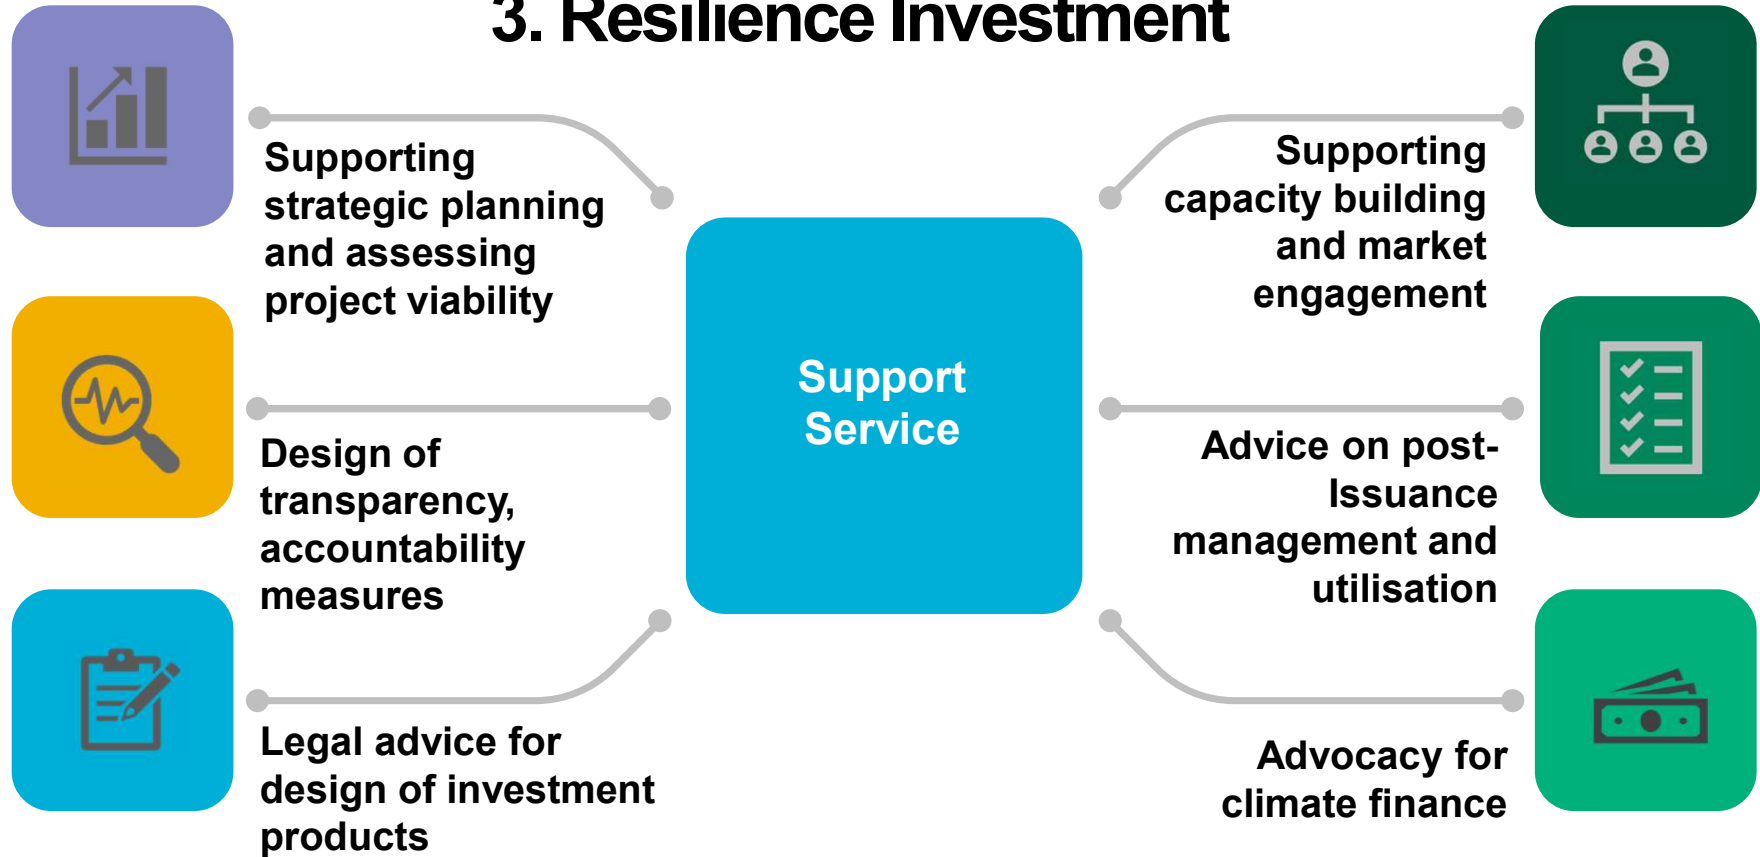 3. Resilience Investment
Supporting
strategic planning
and assessing
project viability
Design of
transparency,
accountability
measures
Legal advice for
design of investment
products
Support
Service
Supporting
capacity building
and market
engagement
Advice on post-
Issuance
management and
utilisation
Advocacy for
climate finance